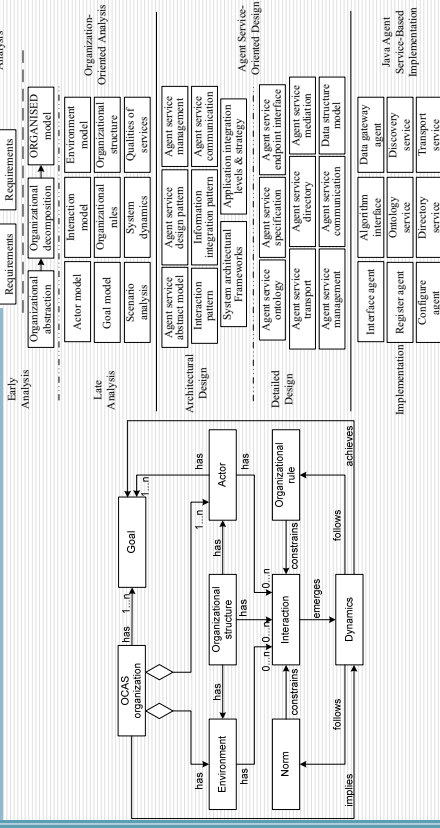 OCAS
organization
has
1...n
Goal
has
has
1...n
1...n
has
Environment
has
Organizational
structure
has
Actor
has
has
has
0...n
0...n
0...n
Norm
constrains
Interaction
constrains
Organizational
rule
emerges
follows
Dynamics
follows
implies
achieves
Requirements
Requirements
Analysis
Early
Analysis
Organizational
abstraction
Organizational
decomposition
ORGANISED
model
Late
Analysis
Actor model
Interaction
model
Environment
model
Goal model
Organizational
rules
Organizational
structure
Scenario
analysis
System
dynamics
Qualities of
services
Organization-
Oriented Analysis
Architectural
Design
Agent service
abstract model
Agent service
design pattern
Agent service
management
Interaction
pattern
Information
integration pattern
Agent service
communication
System architectural
Frameworks
Application integration
levels & strategy
Agent Service-
Oriented Design
Detailed
Design
Agent service
ontology
Agent service
specification
Agent service
endpoint interface
Agent service
transport
Agent service
directory
Agent service
mediation
Agent service
management
Agent service
communication
Data structure
model
Implementation
Interface agent
Algorithm
interface
Data gateway
agent
Register agent
Ontology
service
Discovery
service
Configure
agent
Directory
service
Transport
service
Java Agent
Service-Based
Implementation